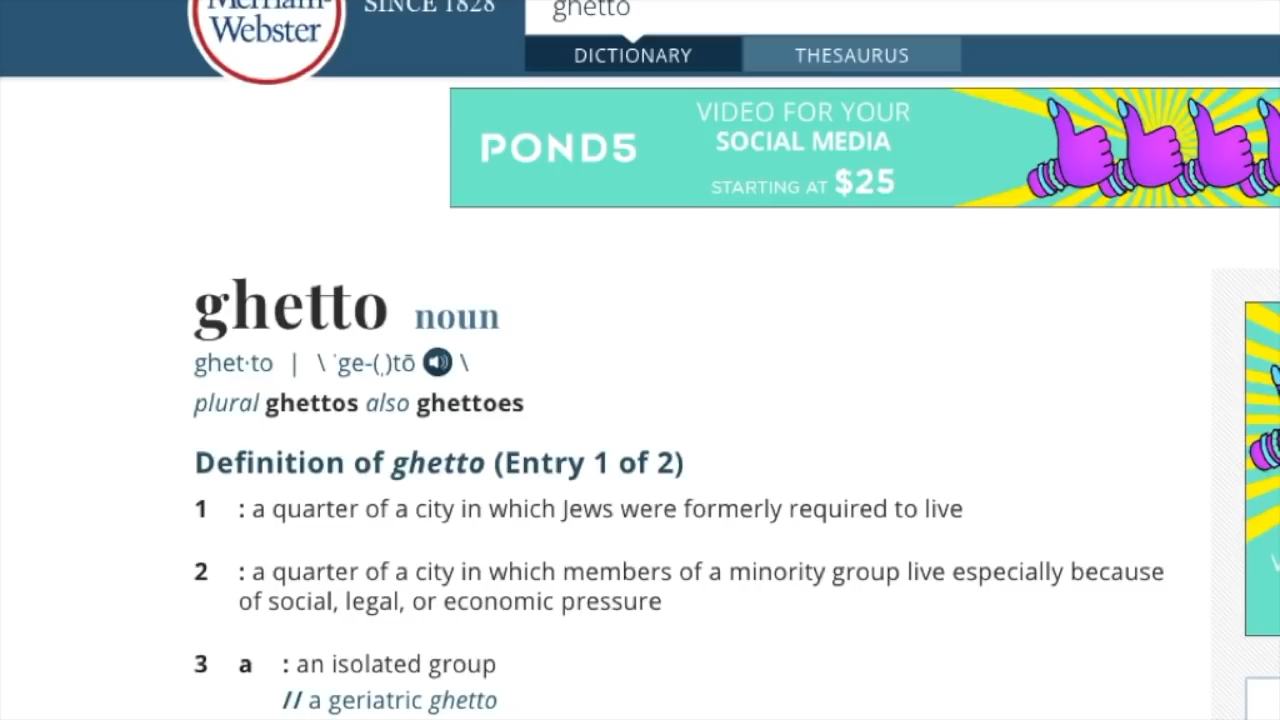 Merriam-
Webster
SINCE 1828
ghetto
DICTIONARY
THESAURUS
POND5
VIDEO FOR YOUR
SOCIAL MEDIA
STARTING AT $25
ghetto noun
ghet·to | \ ˈge-(ˌ)tō \
plural ghettos also ghettoes
Definition of ghetto (Entry 1 of 2)
1 : a quarter of a city in which Jews were formerly required to live
2 : a quarter of a city in which members of a minority group live especially because
of social, legal, or economic pressure
3 a : an isolated group
// a geriatric ghetto